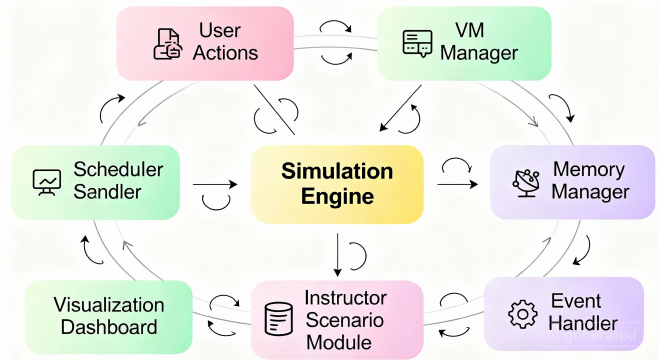 User
Actions
VM
Manager
Scheduler
Sandler
Simulation
Engine
Memory
Manager
Visualization
Dashboard
Instructor
Scenario
Module
Event
Handler
AI generated